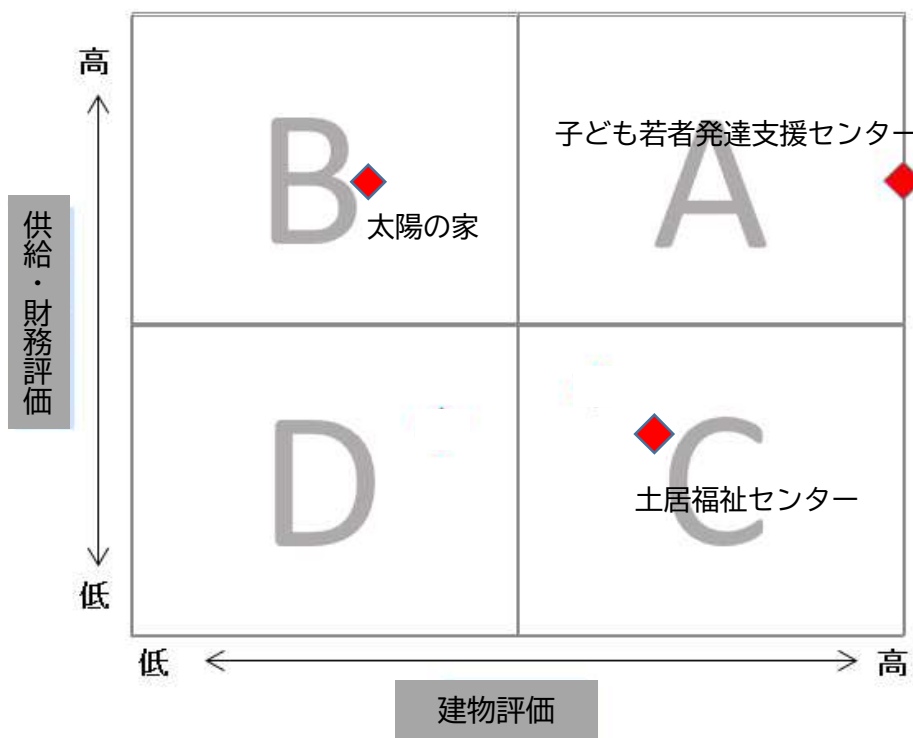 高
子ども若者発達支援センター
B
A
太陽の家
供給・財務評価
D
C
土居福祉センター
低
低
高
建物評価